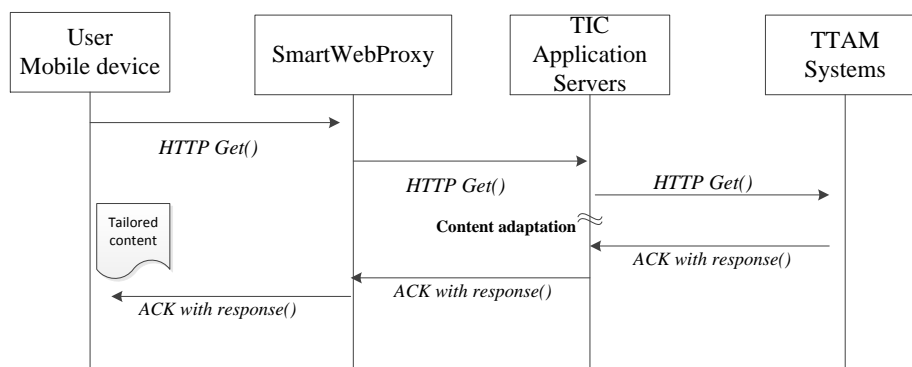 User
Mobile device
SmartWebProxy
TIC
Application
Servers
TTAM
Systems
HTTP Get()
HTTP Get()
HTTP Get()
Tailored
content
Content adaptation
ACK with response()
ACK with response()
ACK with response()